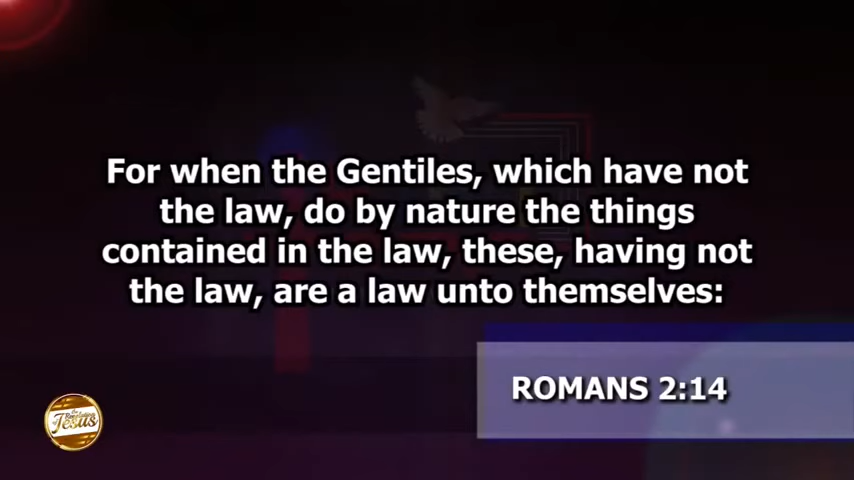 For when the Gentiles, which have not
the law, do by nature the things
contained in the law, these, having not
the law, are a law unto themselves:
ROMANS 2:14
Jesus